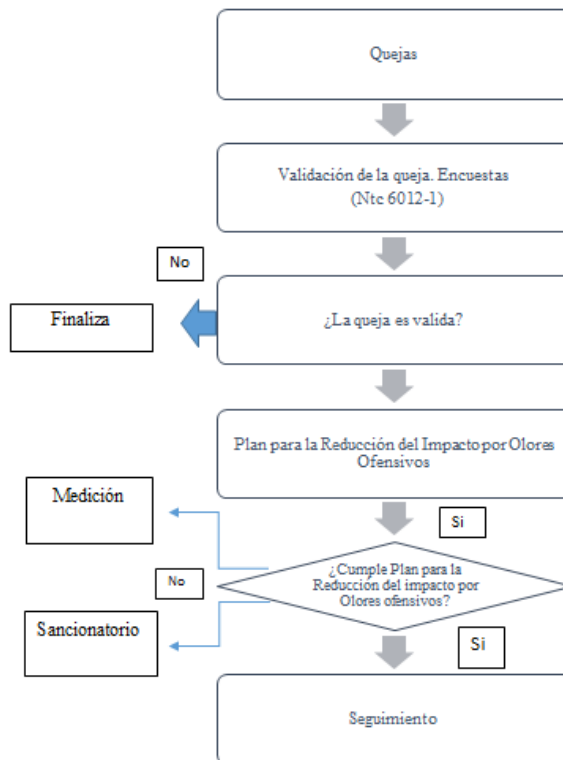 Quejas
Validación de la queja. Encuestas
(Ntc 6012-1)
No
¿La queja es valida?
Finaliza
Plan para la Reducción del Impacto por Olores
Ofensivos
Medición
Si
¿Cumple Plan para la
Reducción del impacto por
Olores ofensivos?
No
Sancionatorio
Si
Seguimiento